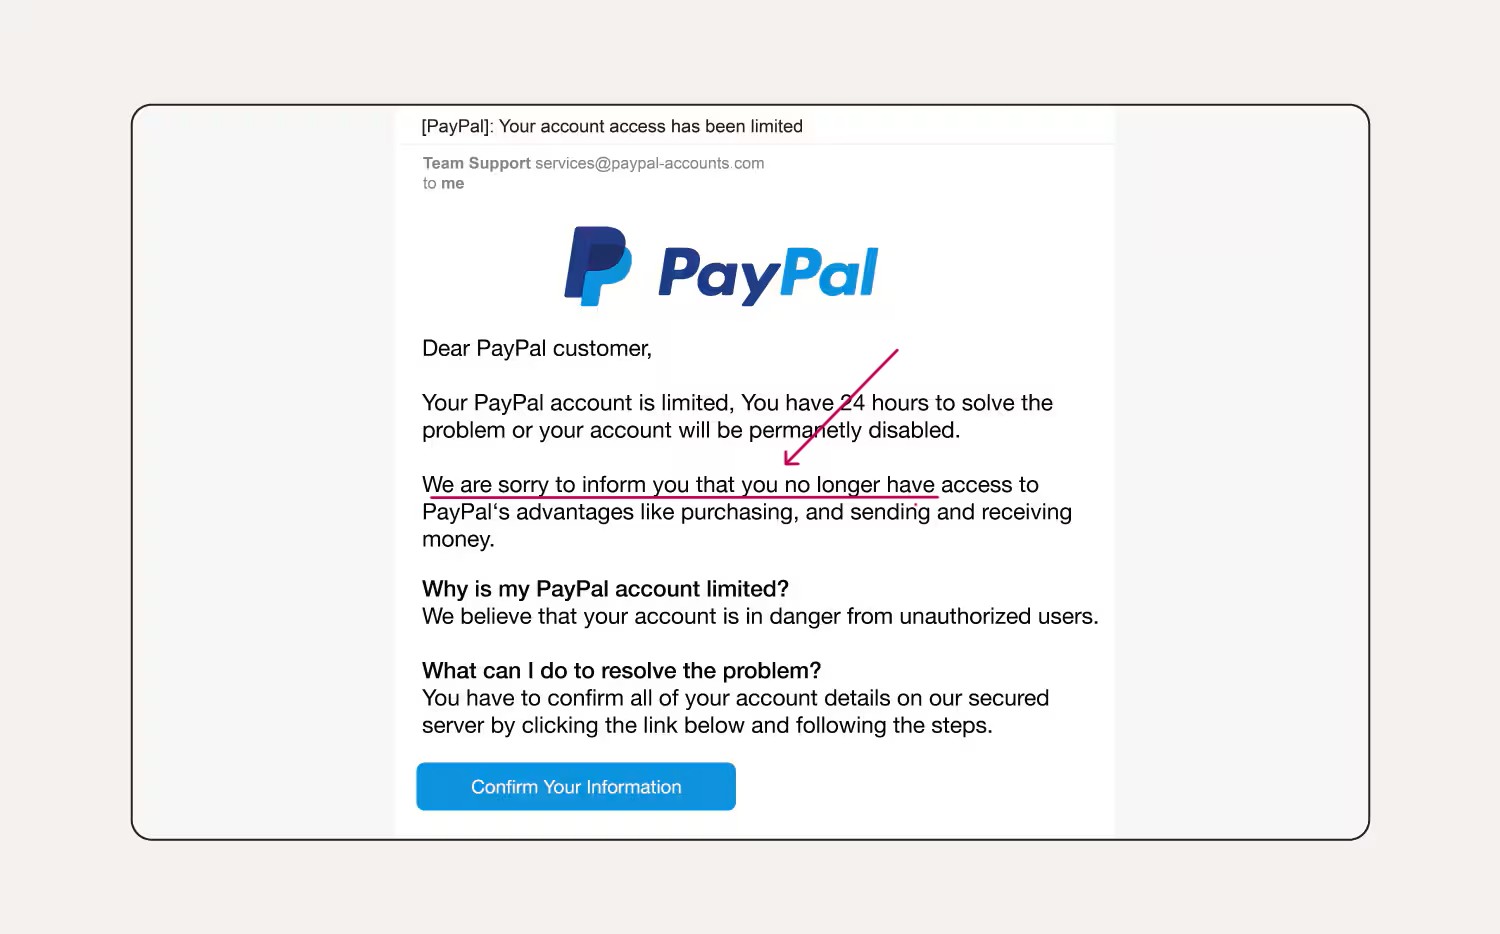 [PayPal]: Your account access has been limited
Team Support services@paypal-accounts.com
to me
PayPal
Dear PayPal customer,
Your PayPal account is limited, You have 24 hours to solve the
problem or your account will be permanetly disabled.
We are sorry to inform you that you no longer have access to
PayPal‘s advantages like purchasing, and sending and receiving
money.
Why is my PayPal account limited?
We believe that your account is in danger from unauthorized users.
What can I do to resolve the problem?
You have to confirm all of your account details on our secured
server by clicking the link below and following the steps.
Confirm Your Information